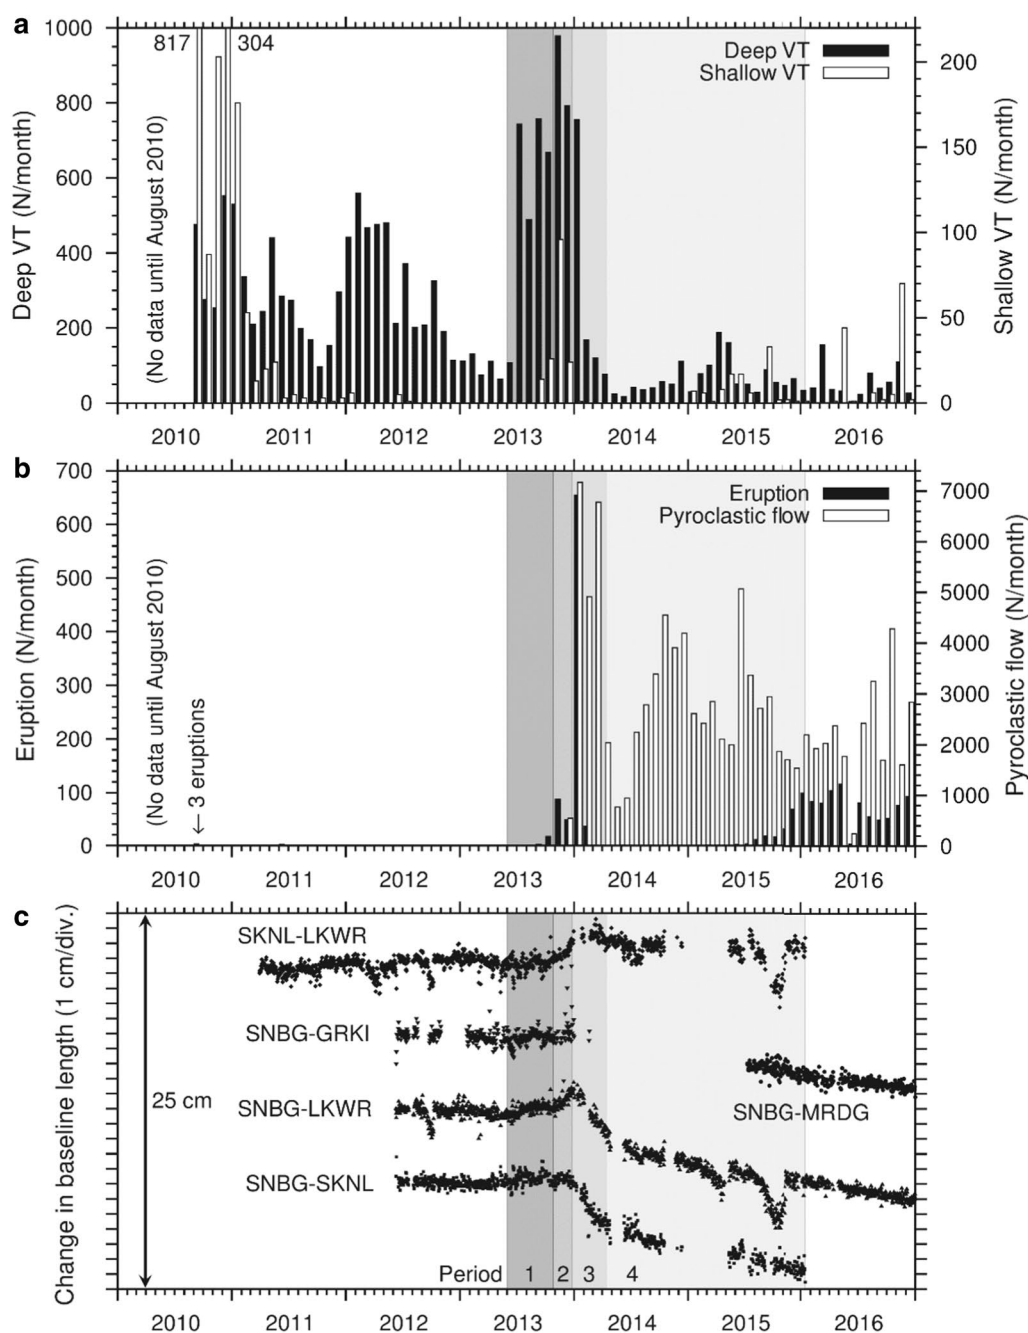 a
817
304
Deep VT
Shallow VT
Deep VT (N/month)
1000
800
600
400
200
0
(No data until August 2010)
Shallow VT (N/month)
200
150
100
50
0
2010 2011 2012 2013 2014 2015 2016
b
Eruption
Pyroclastic flow
Eruption (N/month)
700
600
500
400
300
200
100
0
(No data until August 2010)
← 3 eruptions
Pyroclastic flow (N/month)
7000
6000
5000
4000
3000
2000
1000
0
2010 2011 2012 2013 2014 2015 2016
c
Change in baseline length (1 cm/div.)
25 cm
SKNL-LKWR
SNBG-GRKI
SNBG-LKWR
SNBG-MRDG
SNBG-SKNL
Period 1 2 3 4
2010 2011 2012 2013 2014 2015 2016